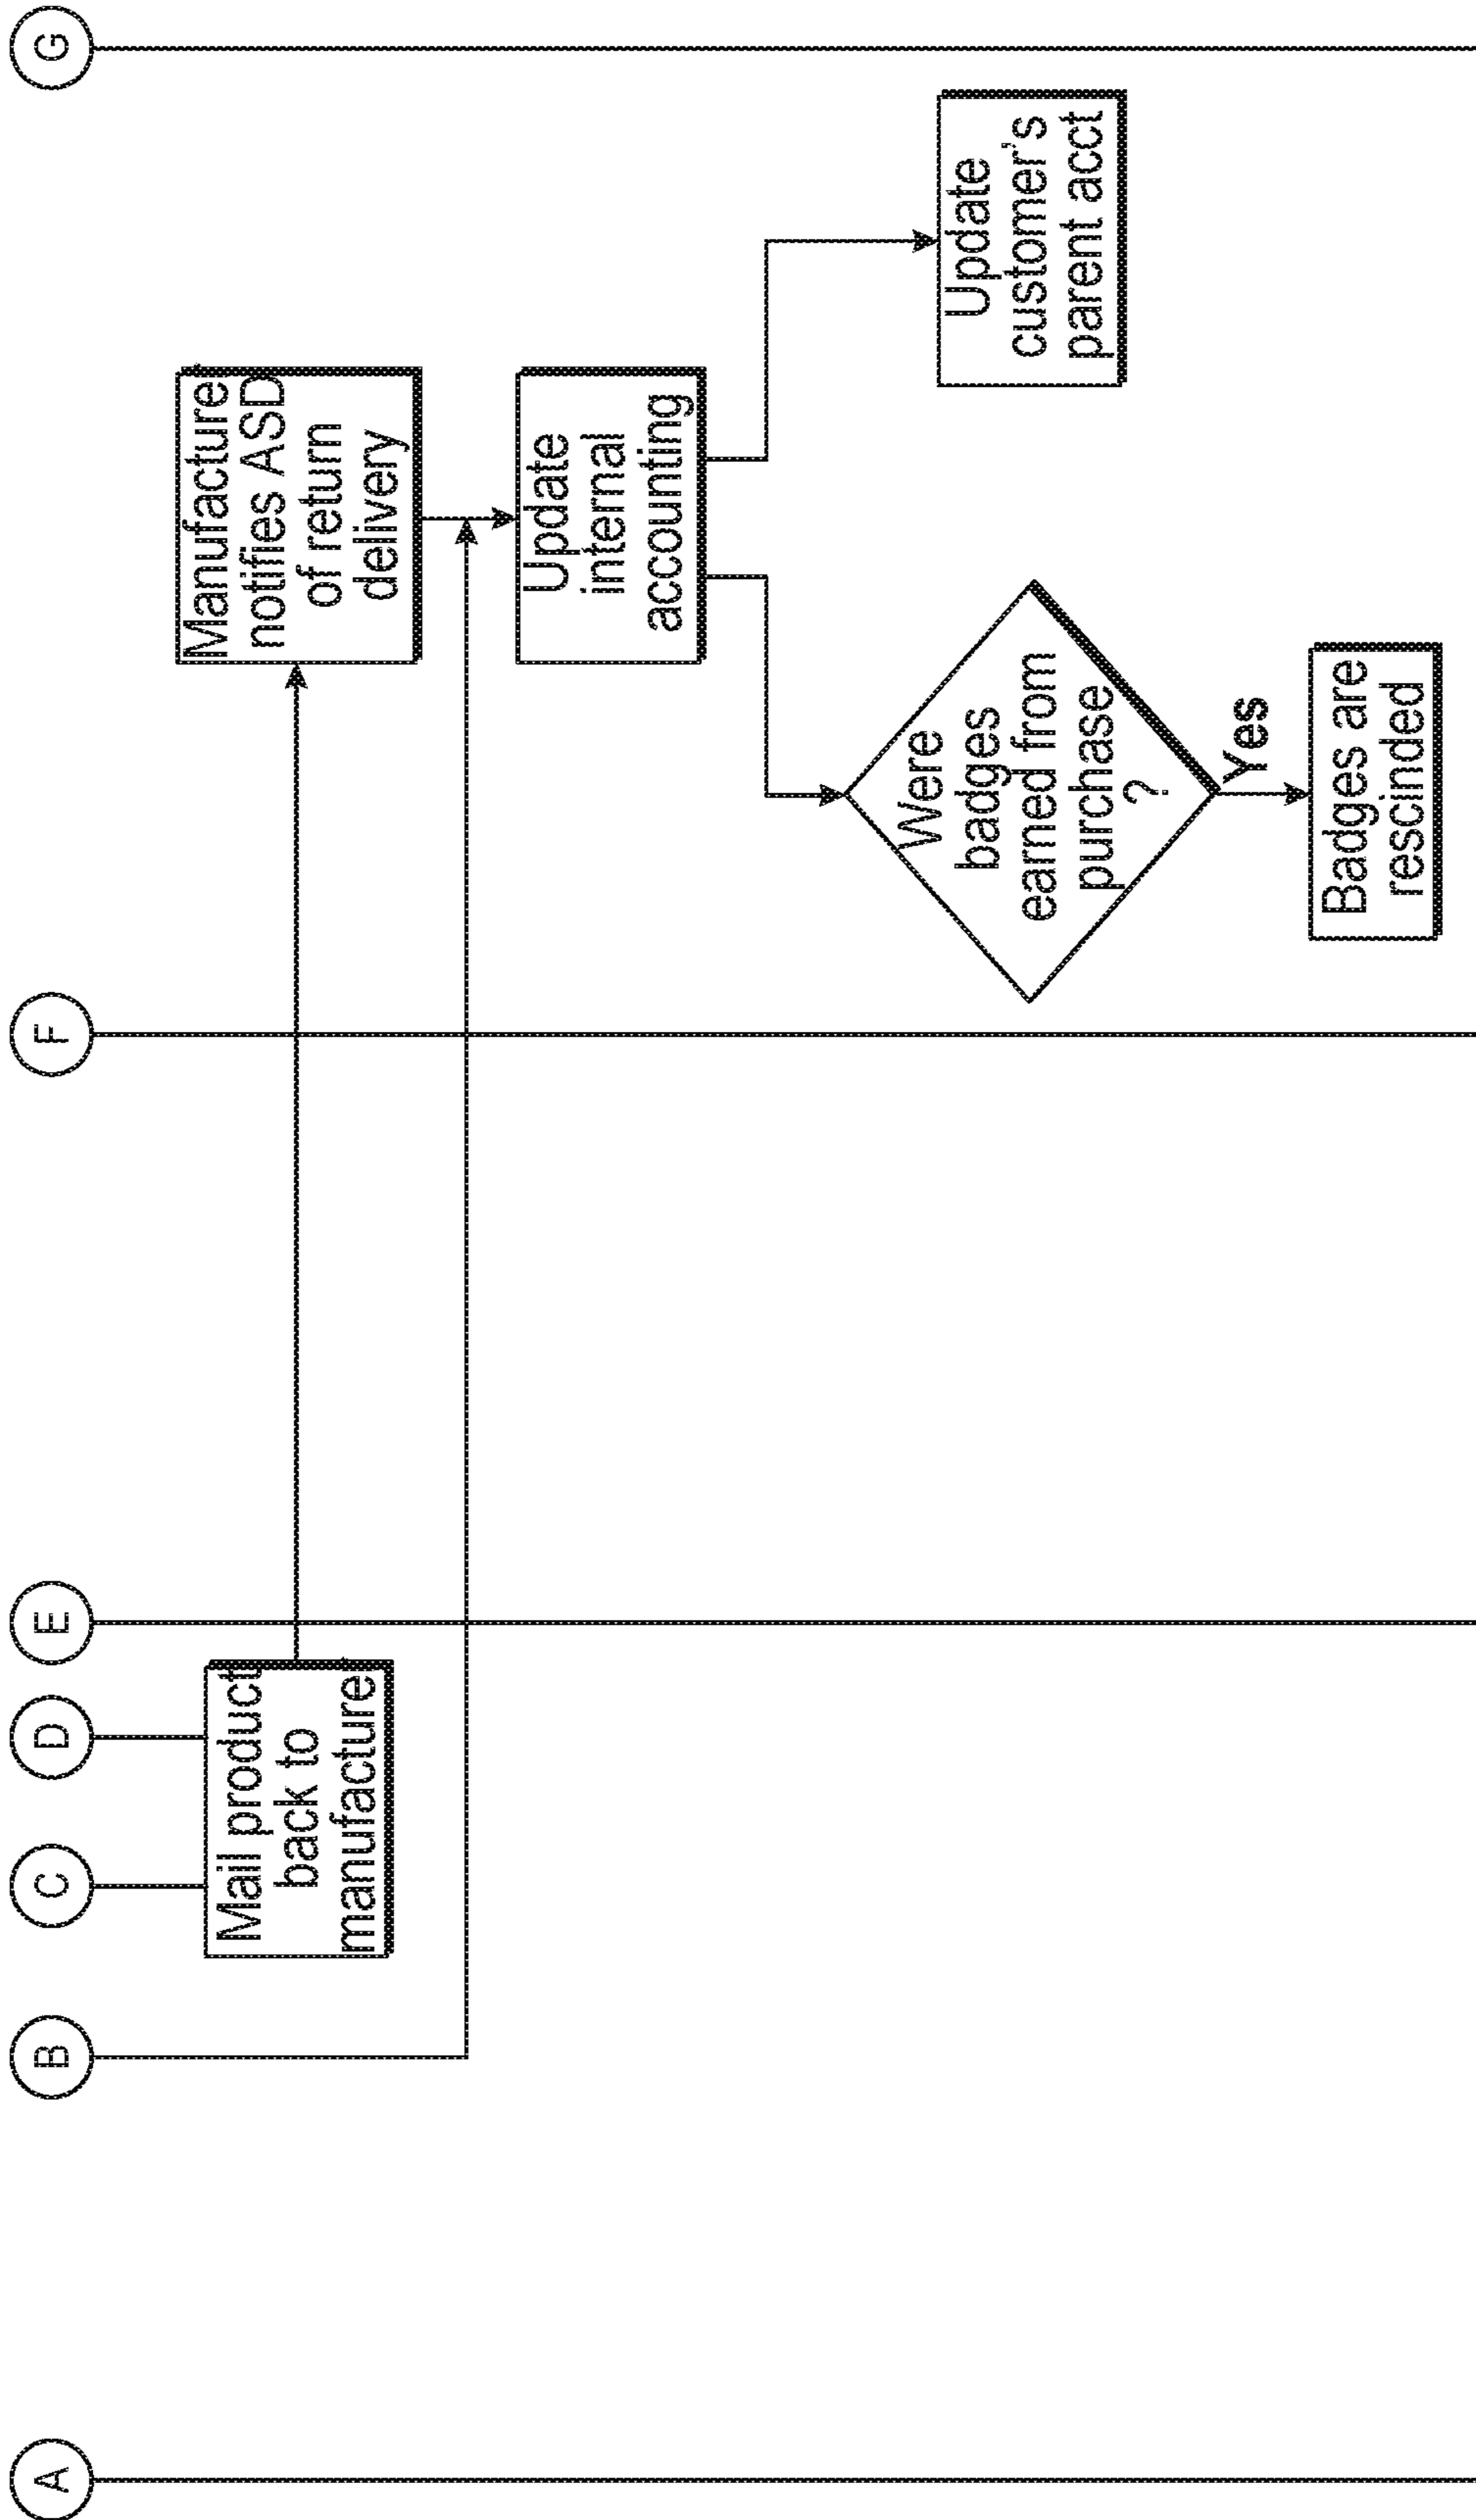 A
B
C
D
E
F
G
Mail product
back to
manufacture
Manufacture
notifies ASD
of return
delivery
Update
internal
accounting
Were
badges
earned from
purchase
?
Yes
Badges are
rescinded
Update
customer's
parent acct